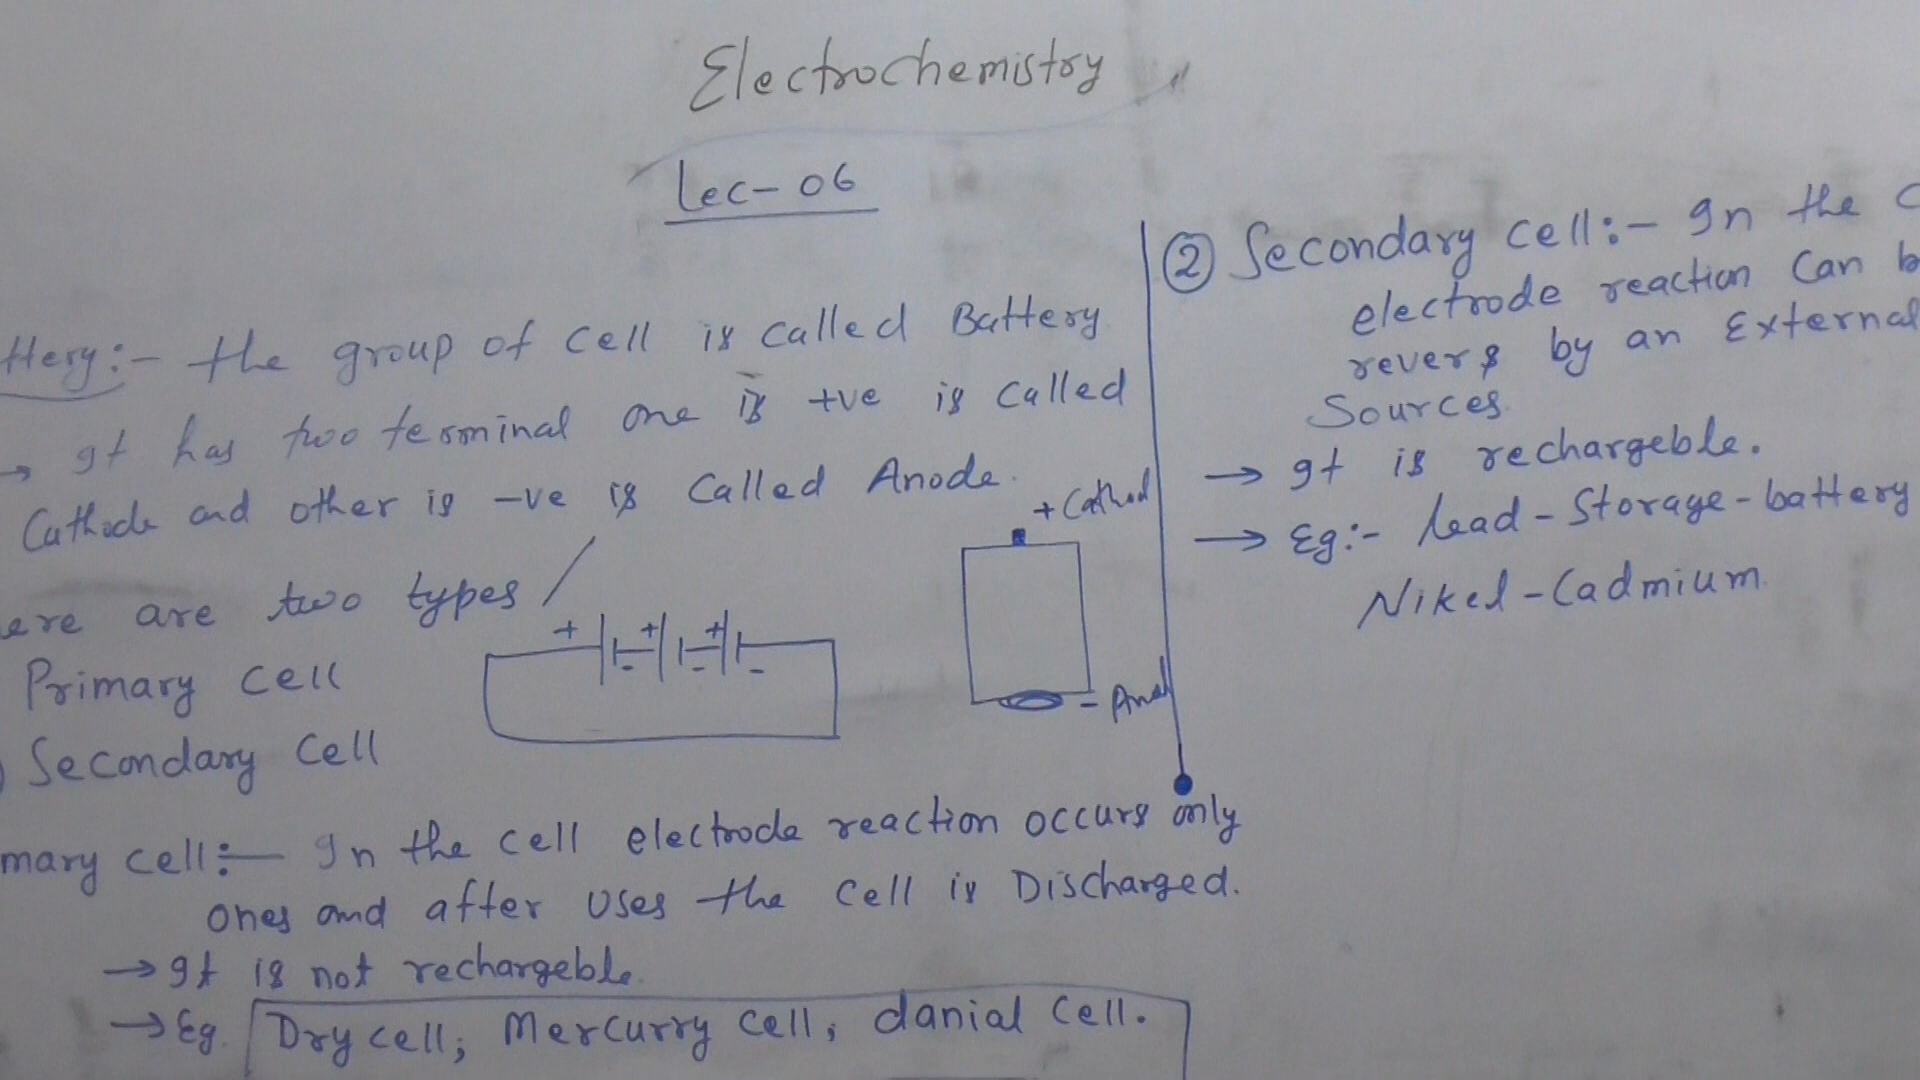 Electrochemistry
Lec-06
ttery:- the group of cell is called Battery
→ It has two terminal one is +ve is called
Cathode and other is -ve is called Anode.
ere are two types
Primary cell
Secondary Cell
+ + +
- - -
+ Cathod
- Anod
mary cell:- In the cell electrode reaction occurs only
ones and after uses the cell is Discharged.
→ It is not rechargeble.
→ Eg. Dry cell; Mercurry cell; danial cell.
② Secondary cell:- In the c
electrode reaction can b
revers by an External
Sources.
→ It is rechargeble.
→ Eg:- lead-Storage-battery
Nikel-Cadmium